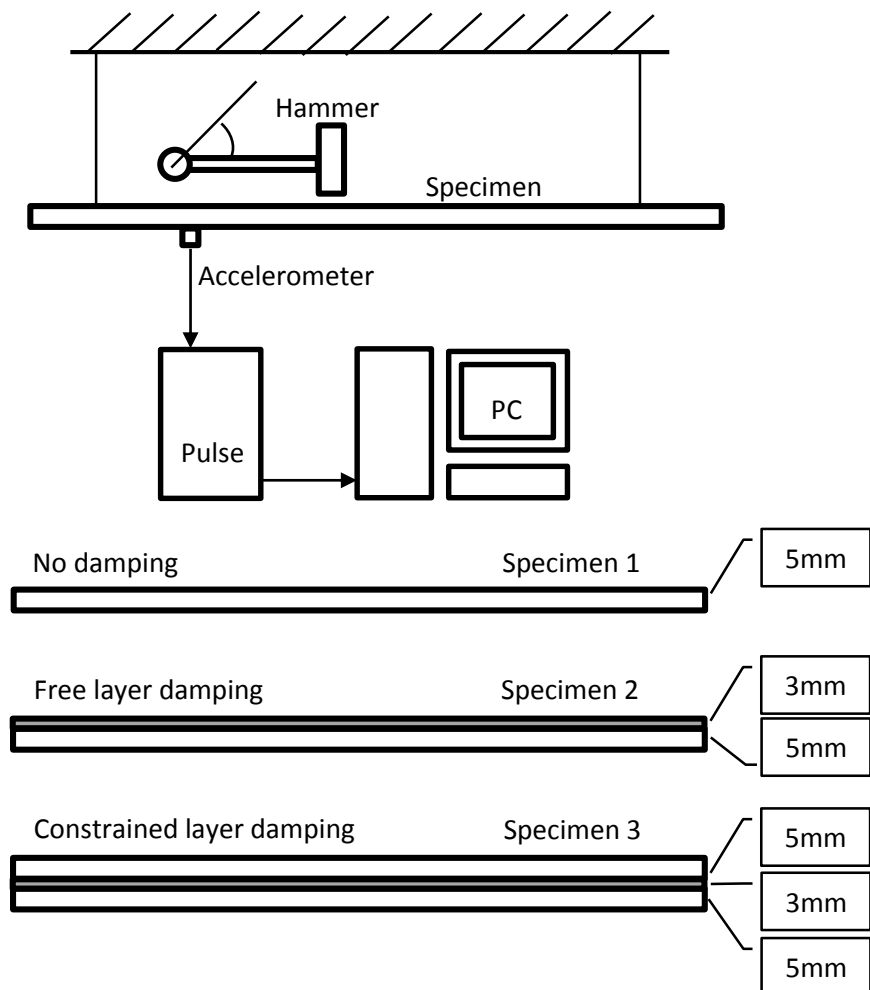 Hammer
Specimen
Accelerometer
Pulse
PC
No damping
Specimen 1
5mm
Free layer damping
Specimen 2
3mm
5mm
Constrained layer damping
Specimen 3
5mm
3mm
5mm